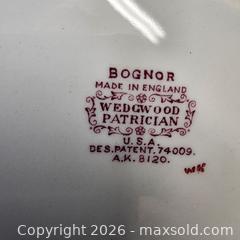 BOGNOR
MADE IN ENGLAND
WEDGWOOD
PATRICIAN
U.S.A.
DES. PATENT. 74009.
A.K. 8120.
Copyright 2026 - maxsold.com